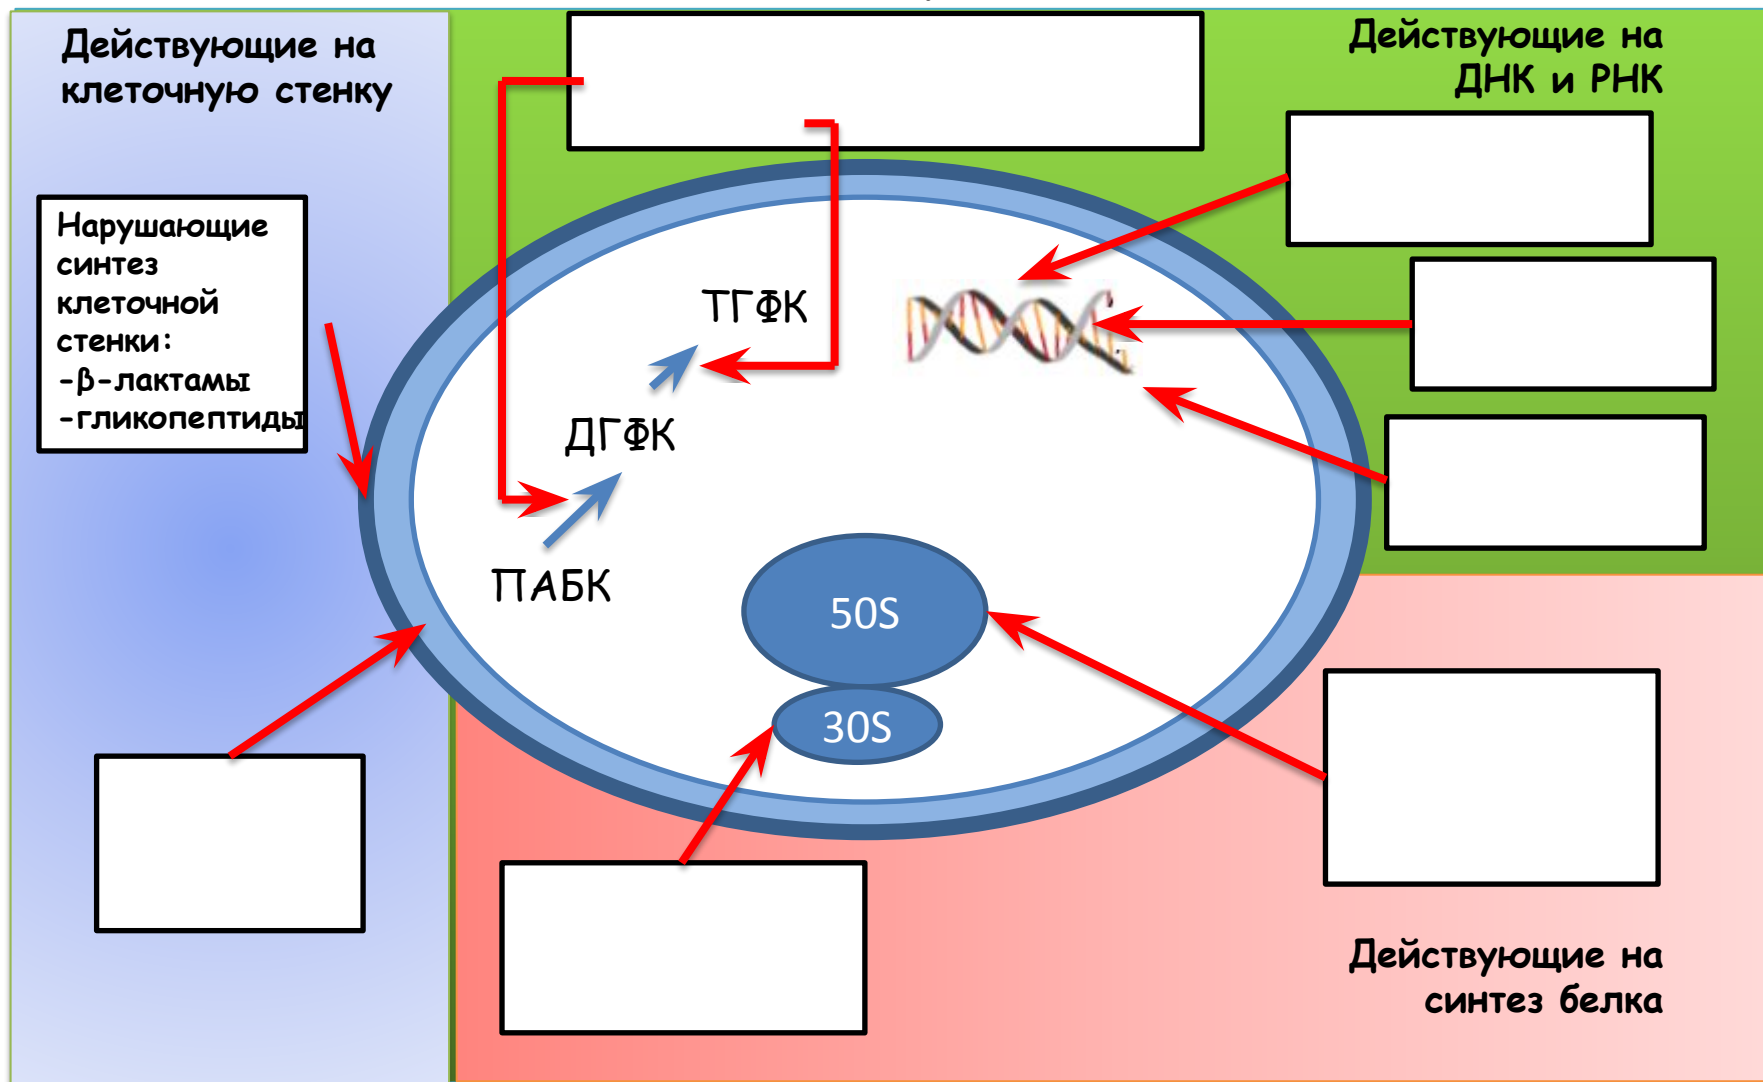 Действующие на
клеточную стенку
Действующие на
ДНК и РНК
Нарушающие
синтез
клеточной
стенки:
-β-лактамы
-гликопептиды
ТГФК
ДГФК
ПАБК
50S
30S
Действующие на
синтез белка